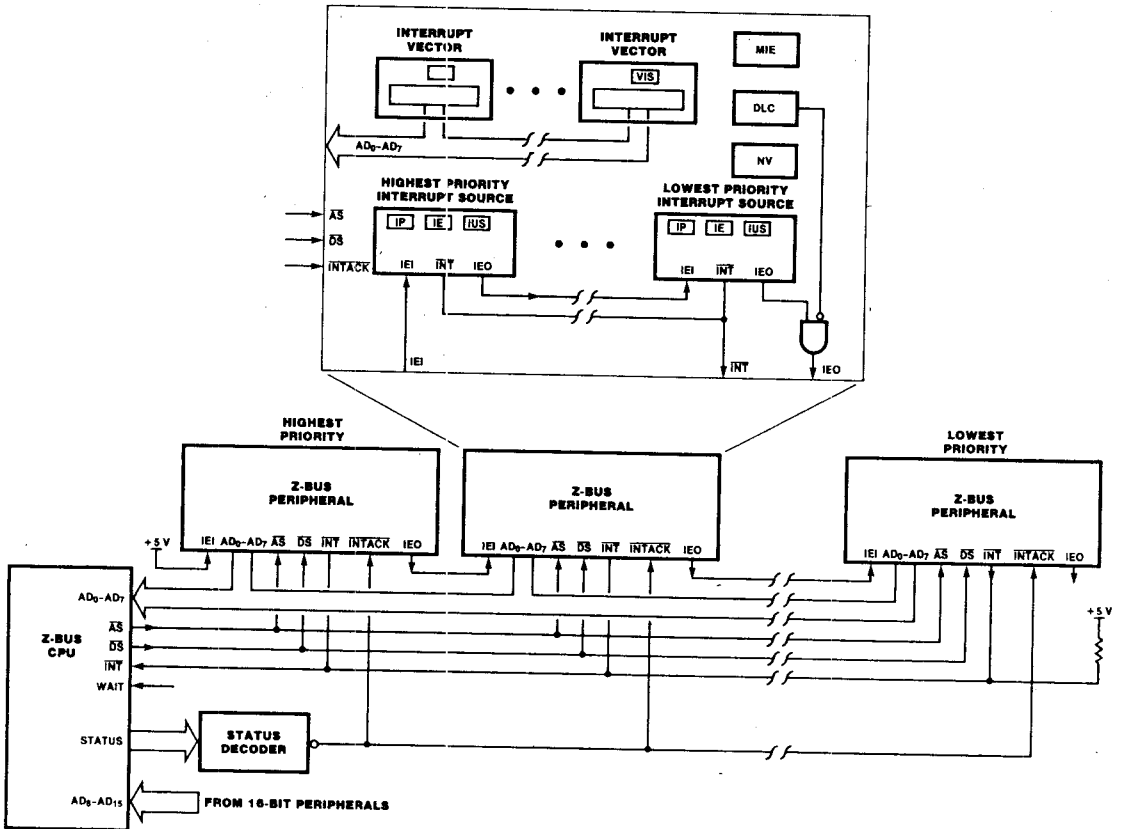 INTERRUPT
VECTOR
INTERRUPT
VECTOR
MIE
VIS
DLC
AD0-AD7
NV
HIGHEST PRIORITY
INTERRUPT SOURCE
LOWEST PRIORITY
INTERRUPT SOURCE
AS
DS
INTACK
IP IE IUS
IEI INT IEO
IP IE IUS
IEI INT IEO
IEI
INT
IEO
HIGHEST
PRIORITY
Z-BUS
PERIPHERAL
IEI AD0-AD7 AS DS INT INTACK IEO
Z-BUS
PERIPHERAL
IEI AD0-AD7 AS DS INT INTACK IEO
LOWEST
PRIORITY
Z-BUS
PERIPHERAL
IEI AD0-AD7 AS DS INT INTACK IEO
+5 V
+5 V
Z-BUS
CPU
AD0-AD7
AS
DS
INT
WAIT
STATUS
AD8-AD15
STATUS
DECODER
FROM 16-BIT PERIPHERALS